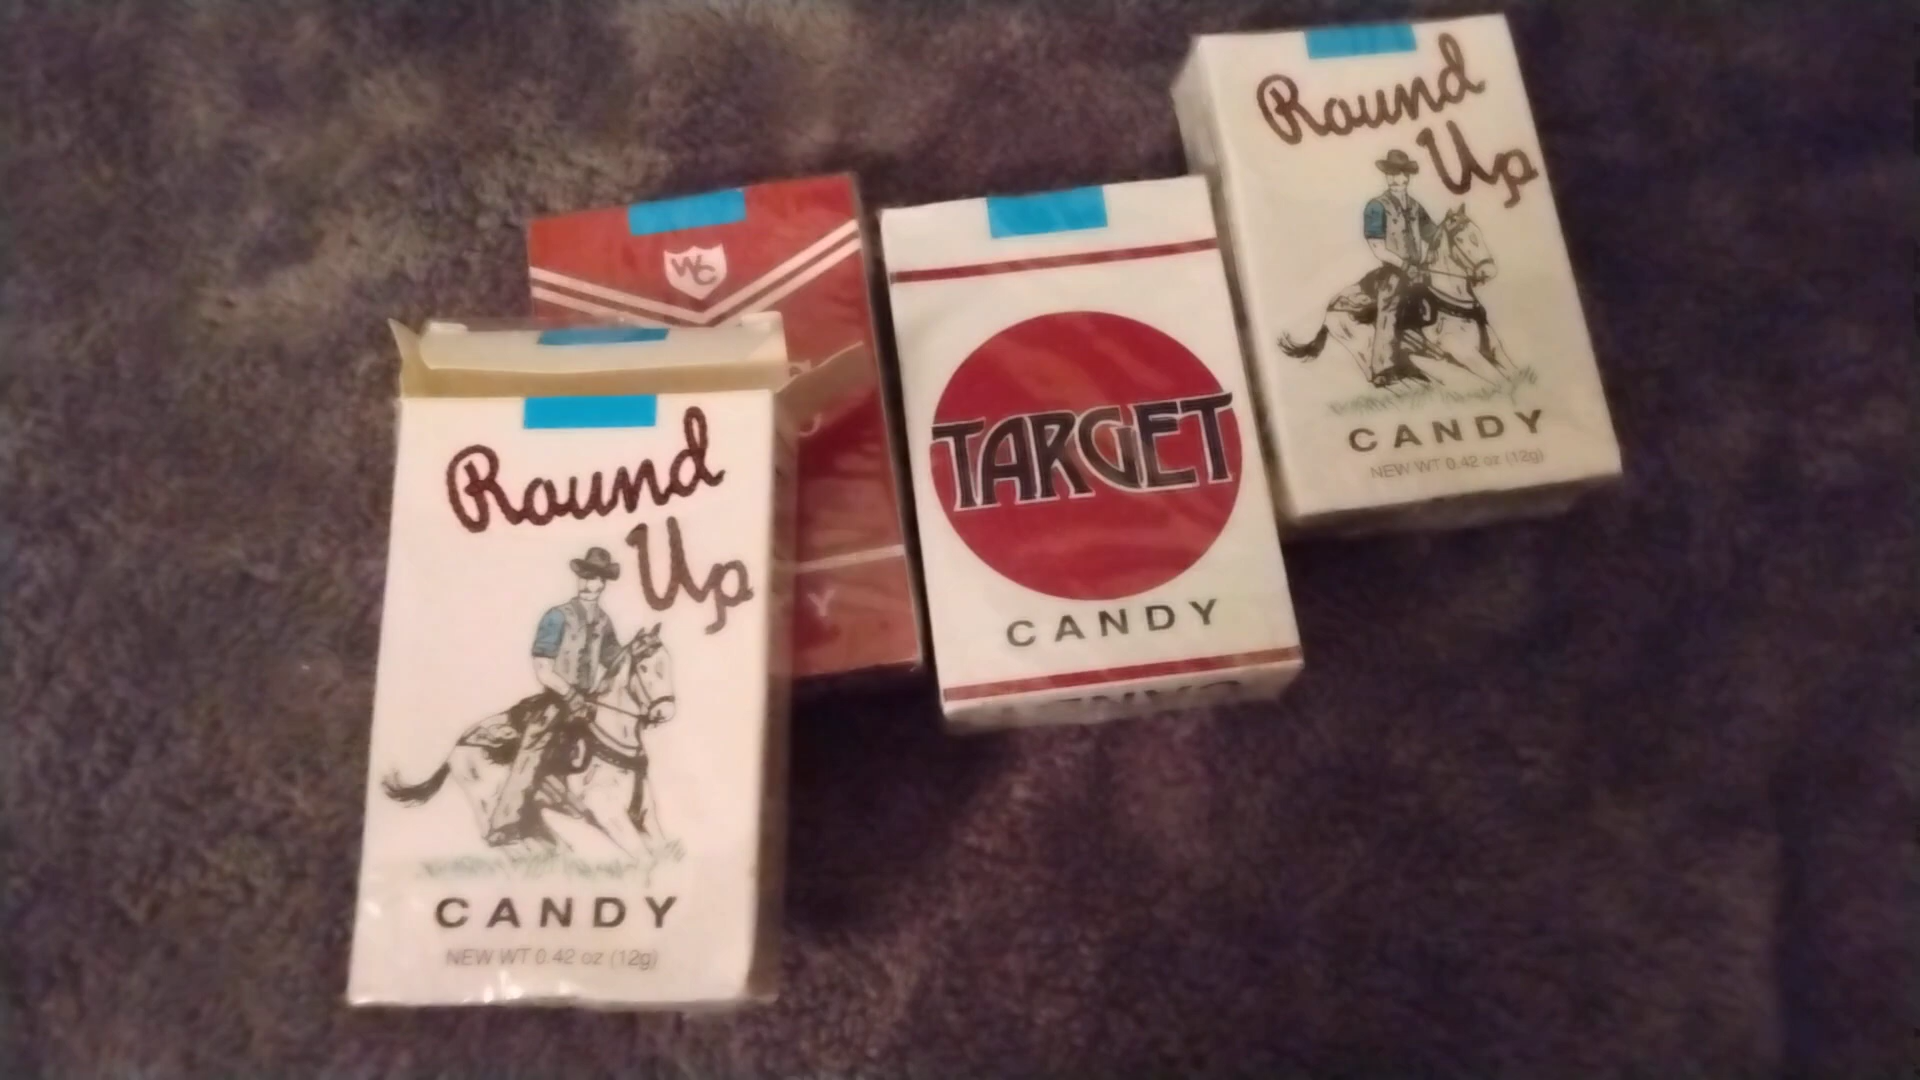 Round
Up
CANDY
NEW WT 0.42 oz (12g)
WC
Y
TARGET
CANDY
Round
Up
CANDY
NEW WT 0.42 oz (12g)